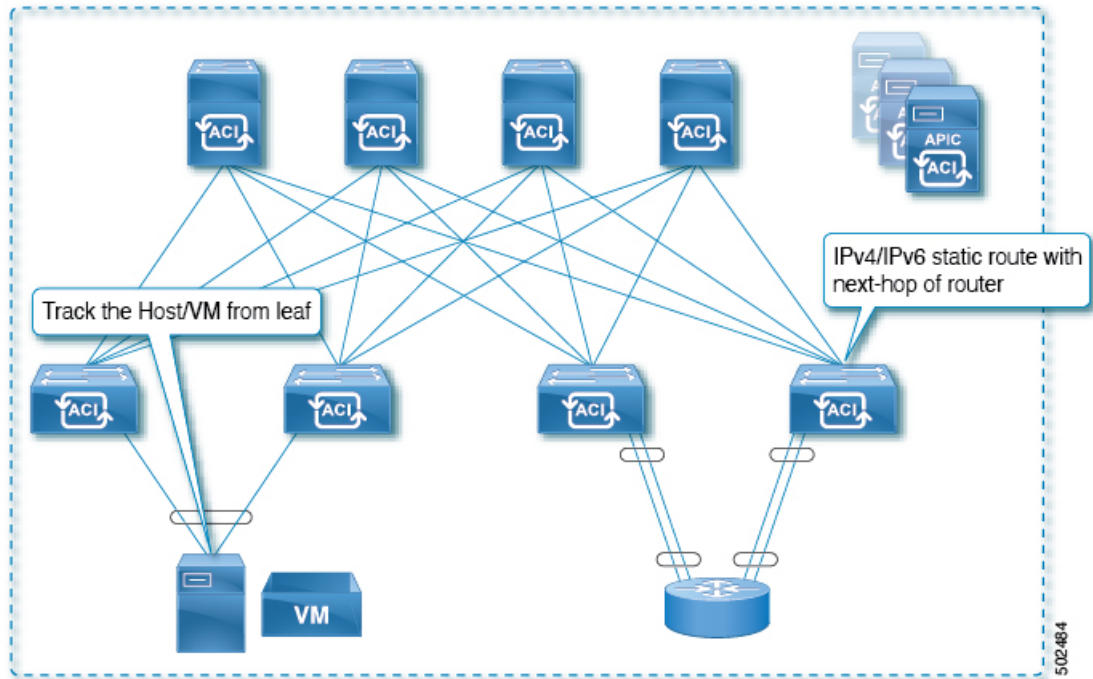 ACI
ACI
ACI
ACI
APIC
ACI
IPv4/IPv6 static route with
next-hop of router
Track the Host/VM from leaf
ACI
ACI
ACI
ACI
VM
502484